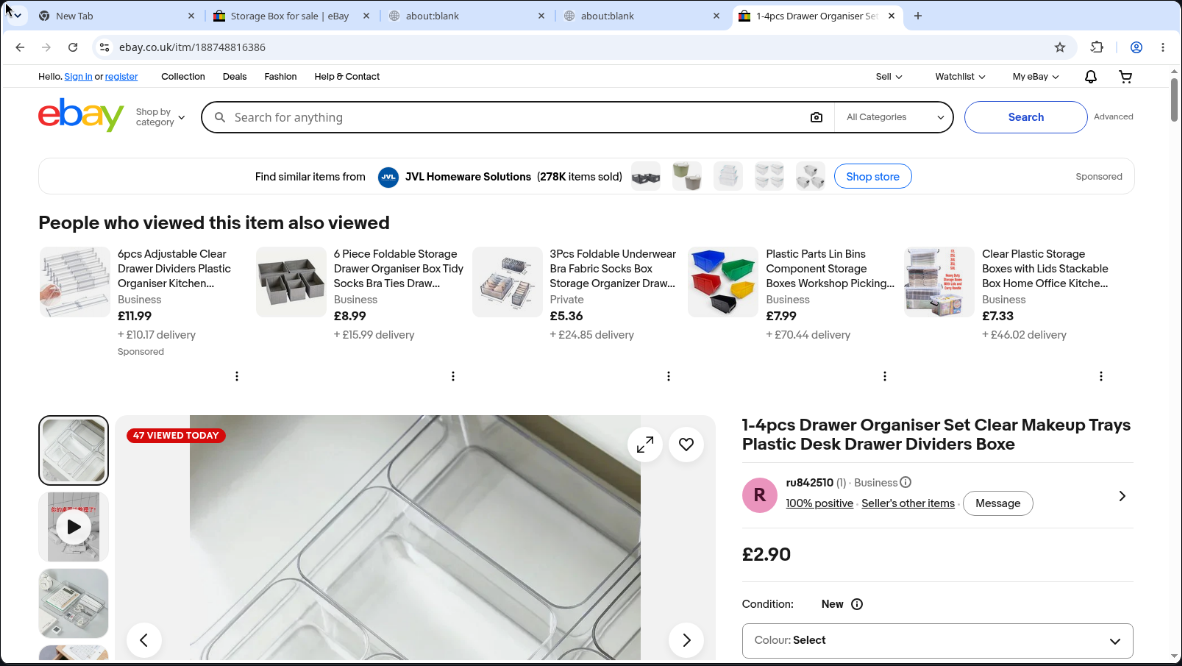 New Tab
Storage Box for sale | eBay
about:blank
about:blank
1-4pcs Drawer Organiser Set
ebay.co.uk/itm/188748816386
Hello. Sign in or register
Collection
Deals
Fashion
Help & Contact
Sell
Watchlist
My eBay
ebay
Shop by
category
Search for anything
All Categories
Search
Advanced
Find similar items from
JVL
JVL Homeware Solutions (278K items sold)
Shop store
Sponsored
People who viewed this item also viewed
6pcs Adjustable Clear
Drawer Dividers Plastic
Organiser Kitchen...
Business
£11.99
+ £10.17 delivery
Sponsored
6 Piece Foldable Storage
Drawer Organiser Box Tidy
Socks Bra Ties Draw...
Business
£8.99
+ £15.99 delivery
3Pcs Foldable Underwear
Bra Fabric Socks Box
Storage Organizer Draw...
Private
£5.36
+ £24.85 delivery
Plastic Parts Lin Bins
Component Storage
Boxes Workshop Picking...
Business
£7.99
+ £70.44 delivery
Clear Plastic Storage
Boxes with Lids Stackable
Box Home Office Kitche...
Business
£7.33
+ £46.02 delivery
47 VIEWED TODAY
1-4pcs Drawer Organiser Set Clear Makeup Trays
Plastic Desk Drawer Dividers Boxe
R
ru842510 (1) · Business
100% positive · Seller's other items · Message
£2.90
Condition: New
Colour: Select